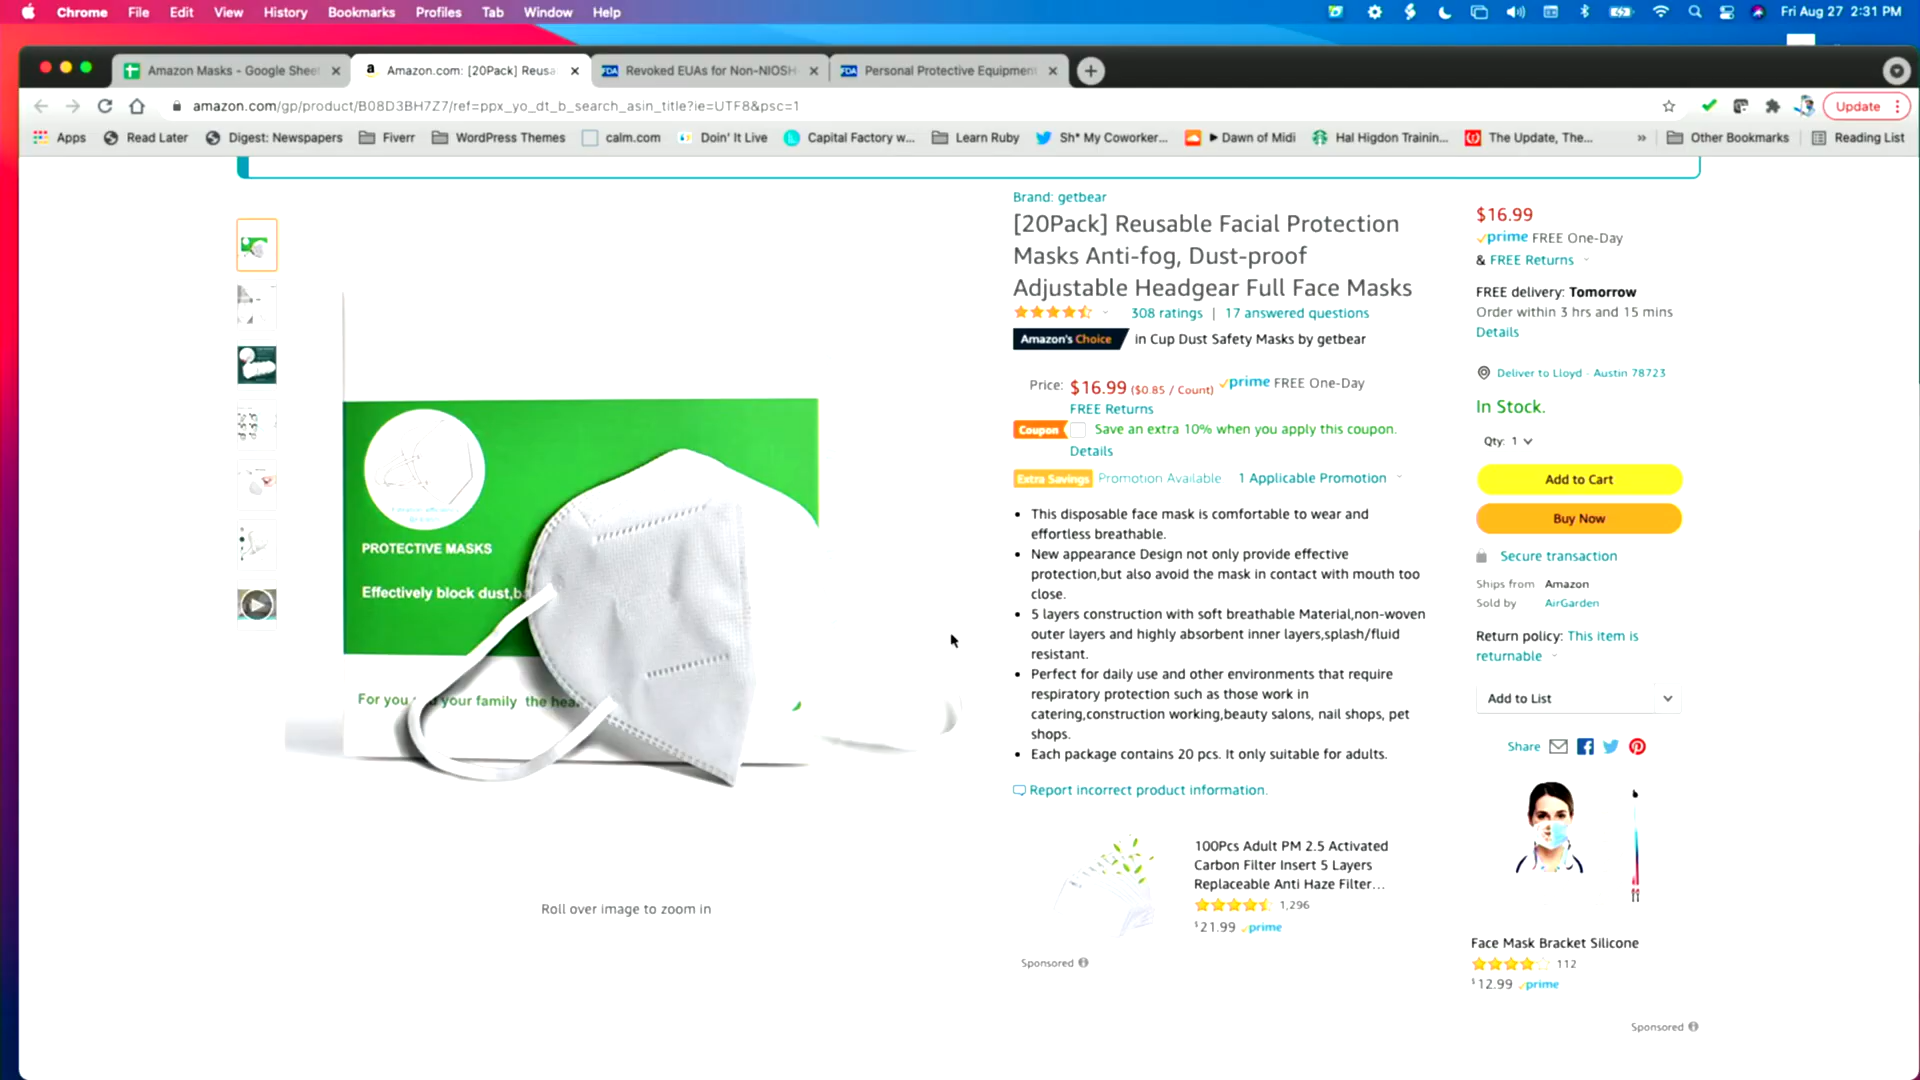 Chrome File Edit View History Bookmarks Profiles Tab Window Help Fri Aug 27 2:31 PM
Amazon Masks - Google Sheet Amazon.com: [20Pack] Reusa Revoked EUAs for Non-NIOSH Personal Protective Equipment
amazon.com/gp/product/B08D3BH7Z7/ref=ppx_yo_dt_b_search_asin_title?ie=UTF8&psc=1 Update
Apps Read Later Digest: Newspapers Fiverr WordPress Themes calm.com Doin' It Live Capital Factory w... Learn Ruby Sh* My Coworker... ▶ Dawn of Midi Hal Higdon Trainin... The Update, The... » Other Bookmarks Reading List
PROTECTIVE MASKS
Effectively block dust,ba
For you your family the hea
Roll over image to zoom in
Brand: getbear
[20Pack] Reusable Facial Protection
Masks Anti-fog, Dust-proof
Adjustable Headgear Full Face Masks
308 ratings | 17 answered questions
Amazon's Choice in Cup Dust Safety Masks by getbear
Price: $16.99 ($0.85 / Count) prime FREE One-Day
FREE Returns
Coupon Save an extra 10% when you apply this coupon.
Details
Extra Savings Promotion Available 1 Applicable Promotion
• This disposable face mask is comfortable to wear and
effortless breathable.
• New appearance Design not only provide effective
protection,but also avoid the mask in contact with mouth too
close.
• 5 layers construction with soft breathable Material,non-woven
outer layers and highly absorbent inner layers,splash/fluid
resistant.
• Perfect for daily use and other environments that require
respiratory protection such as those work in
catering,construction working,beauty salons, nail shops, pet
shops.
• Each package contains 20 pcs. It only suitable for adults.
Report incorrect product information.
100Pcs Adult PM 2.5 Activated
Carbon Filter Insert 5 Layers
Replaceable Anti Haze Filter...
1,296
$21.99 prime
Sponsored
$16.99
prime FREE One-Day
& FREE Returns
FREE delivery: Tomorrow
Order within 3 hrs and 15 mins
Details
Deliver to Lloyd - Austin 78723
In Stock.
Qty: 1
Add to Cart
Buy Now
Secure transaction
Ships from Amazon
Sold by AirGarden
Return policy: This item is
returnable
Add to List
Share
Face Mask Bracket Silicone
112
$12.99 prime
Sponsored